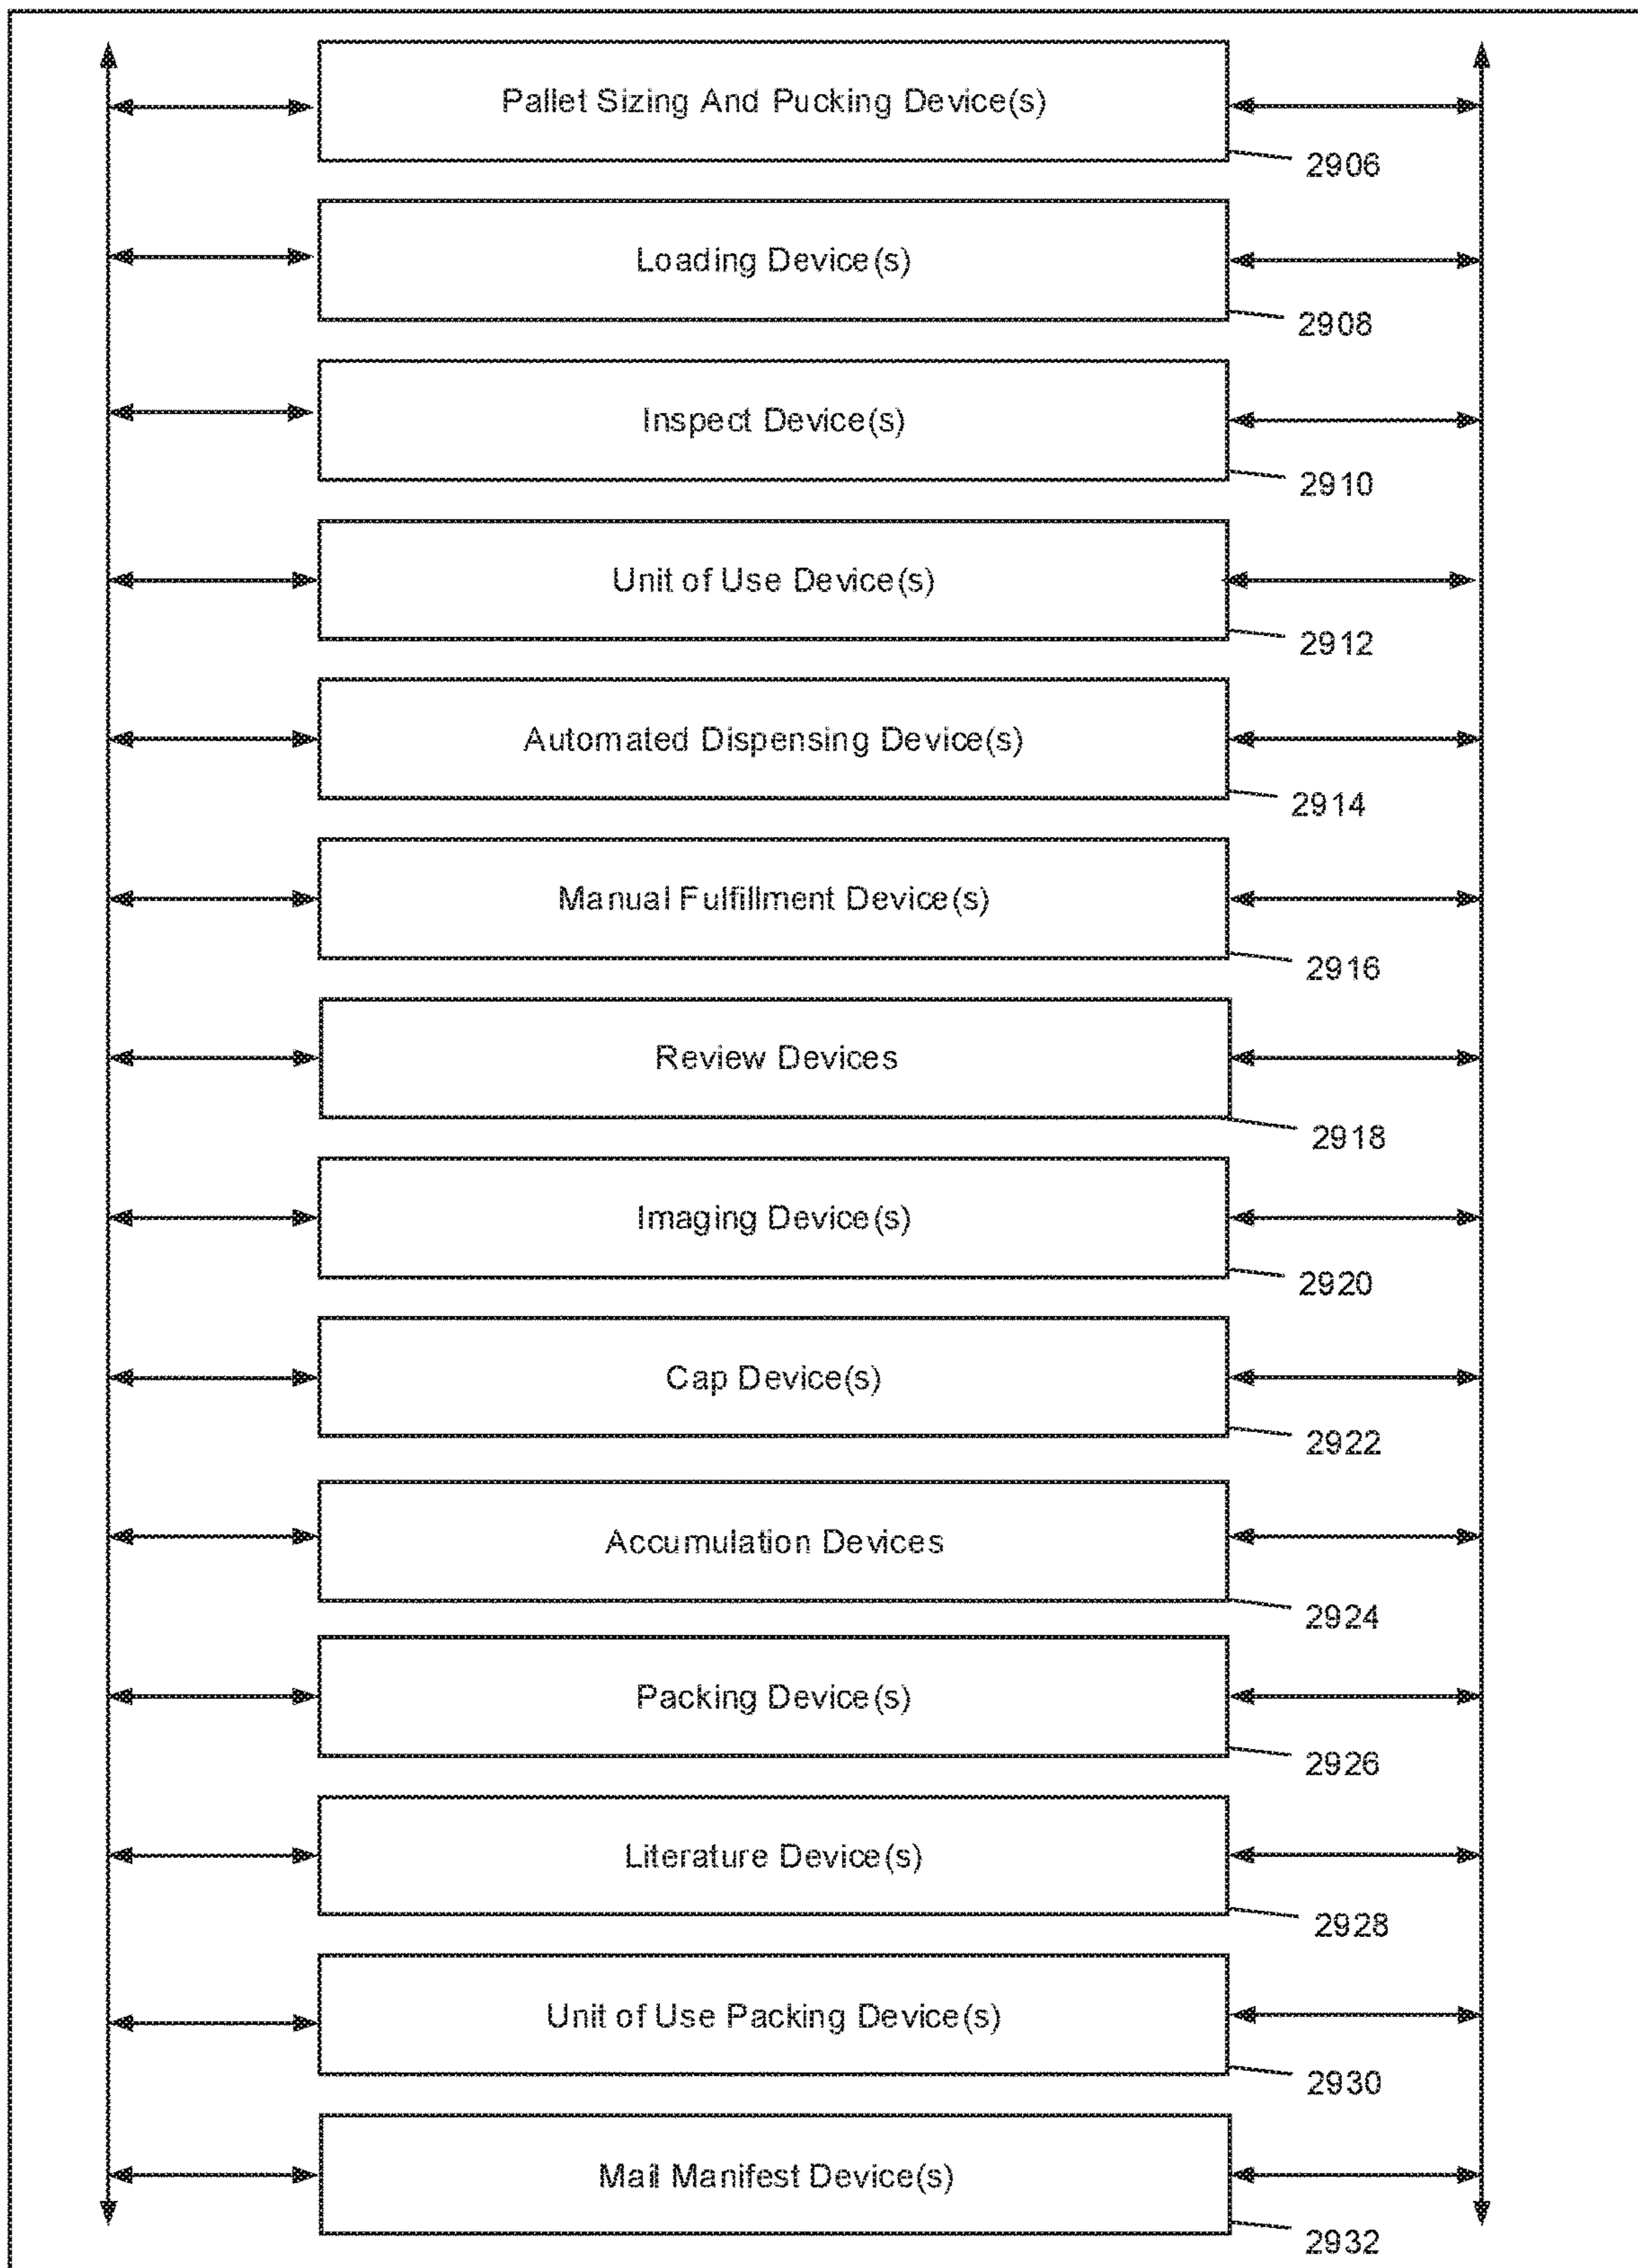 Pallet Sizing And Pucking Device(s)
2906
Loading Device(s)
2908
Inspect Device(s)
2910
Unit of Use Device(s)
2912
Automated Dispensing Device(s)
2914
Manual Fulfillment Device(s)
2916
Review Devices
2918
Imaging Device(s)
2920
Cap Device(s)
2922
Accumulation Devices
2924
Packing Device(s)
2926
Literature Device(s)
2928
Unit of Use Packing Device(s)
2930
Mail Manifest Device(s)
2932